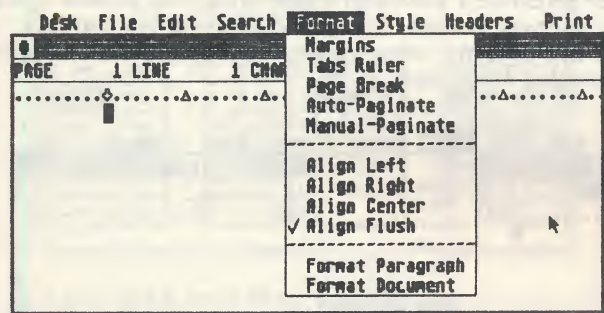 Desk File Edit Search Format Style Headers Print
Margins
PAGE 1 LINE 1 CHAR
Tabs Ruler
Page Break
Auto-Paginate
Manual-Paginate
Align Left
Align Right
Align Center
✓ Align Flush
Format Paragraph
Format Document